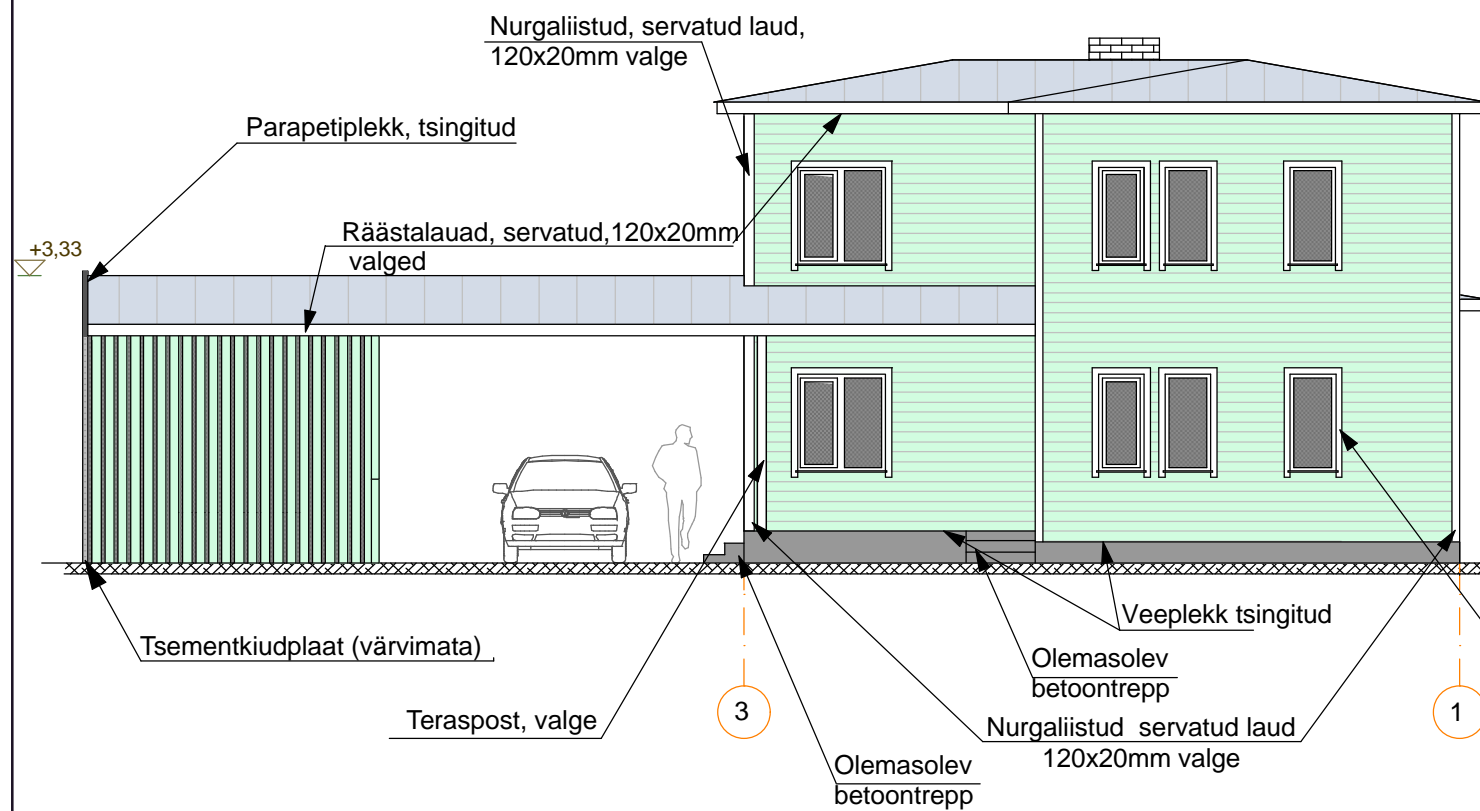 Nurgaliistud, servatud laud,
120x20mm valge
Parapetiplekk, tsingitud
Räästalauad, servatud,120x20mm
valged
+3,33
Tsementkiudplaat (värvimata)
Veeplekk tsingitud
Olemasolev
betoontrepp
Teraspost, valge
3
Nurgaliistud servatud laud
120x20mm valge
1
Olemasolev
betoontrepp